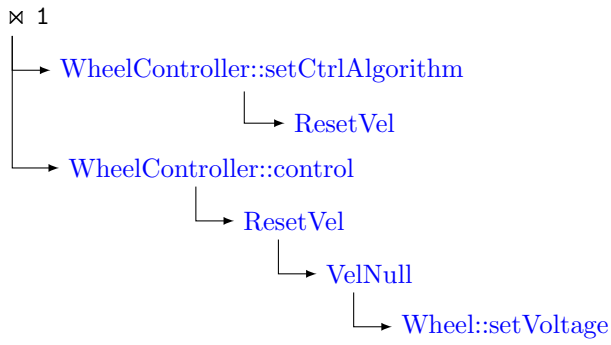 ⋈ 1
WheelController::setCtrlAlgorithm
ResetVel
WheelController::control
ResetVel
VelNull
Wheel::setVoltage